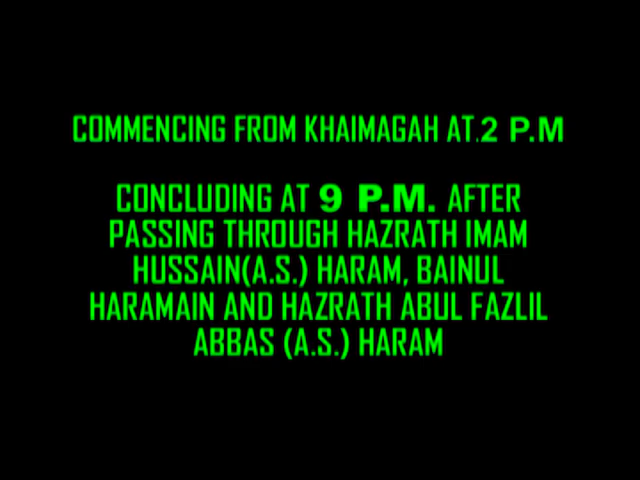 COMMENCING FROM KHAIMAGAH AT.2 P.M
CONCLUDING AT 9 P.M. AFTER
PASSING THROUGH HAZRATH IMAM
HUSSAIN(A.S.) HARAM, BAINUL
HARAMAIN AND HAZRATH ABUL FAZLIL
ABBAS (A.S.) HARAM